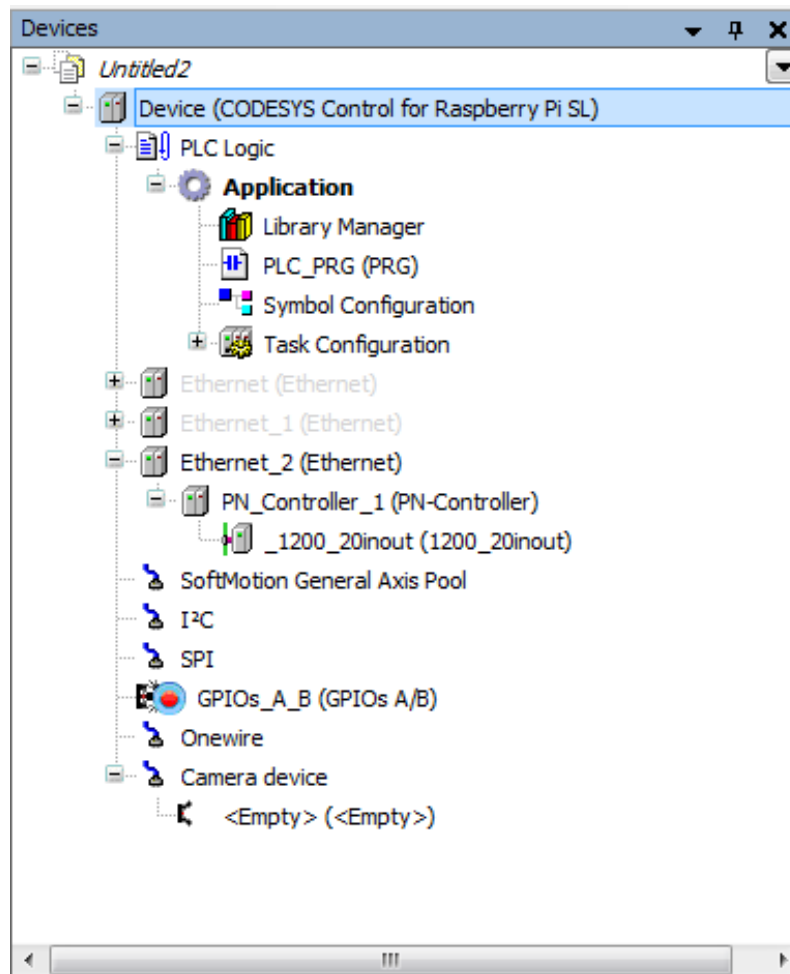 Devices
Untitled2
Device (CODESYS Control for Raspberry Pi SL)
PLC Logic
Application
Library Manager
PLC_PRG (PRG)
Symbol Configuration
Task Configuration
Ethernet (Ethernet)
Ethernet_1 (Ethernet)
Ethernet_2 (Ethernet)
PN_Controller_1 (PN-Controller)
_1200_20inout (1200_20inout)
SoftMotion General Axis Pool
I²C
SPI
GPIOs_A_B (GPIOs A/B)
Onewire
Camera device
<Empty> (<Empty>)